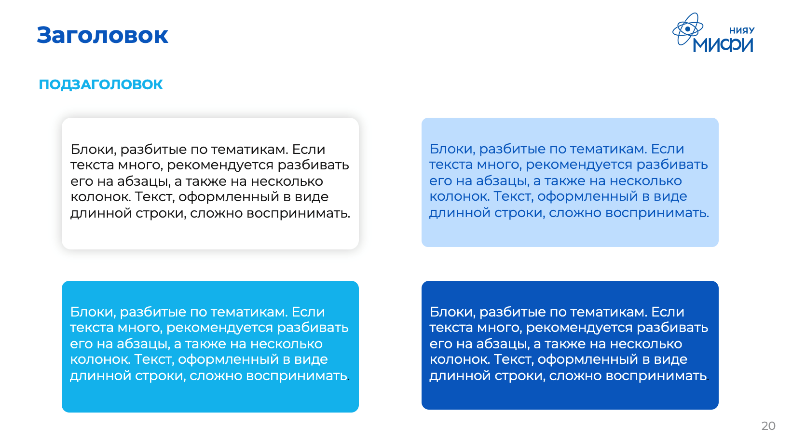 Заголовок
НИЯУ
МИФИ
ПОДЗАГОЛОВОК
Блоки, разбитые по тематикам. Если
текста много, рекомендуется разбивать
его на абзацы, а также на несколько
колонок. Текст, оформленный в виде
длинной строки, сложно воспринимать.
Блоки, разбитые по тематикам. Если
текста много, рекомендуется разбивать
его на абзацы, а также на несколько
колонок. Текст, оформленный в виде
длинной строки, сложно воспринимать.
Блоки, разбитые по тематикам. Если
текста много, рекомендуется разбивать
его на абзацы, а также на несколько
колонок. Текст, оформленный в виде
длинной строки, сложно воспринимать.
Блоки, разбитые по тематикам. Если
текста много, рекомендуется разбивать
его на абзацы, а также на несколько
колонок. Текст, оформленный в виде
длинной строки, сложно воспринимать
20